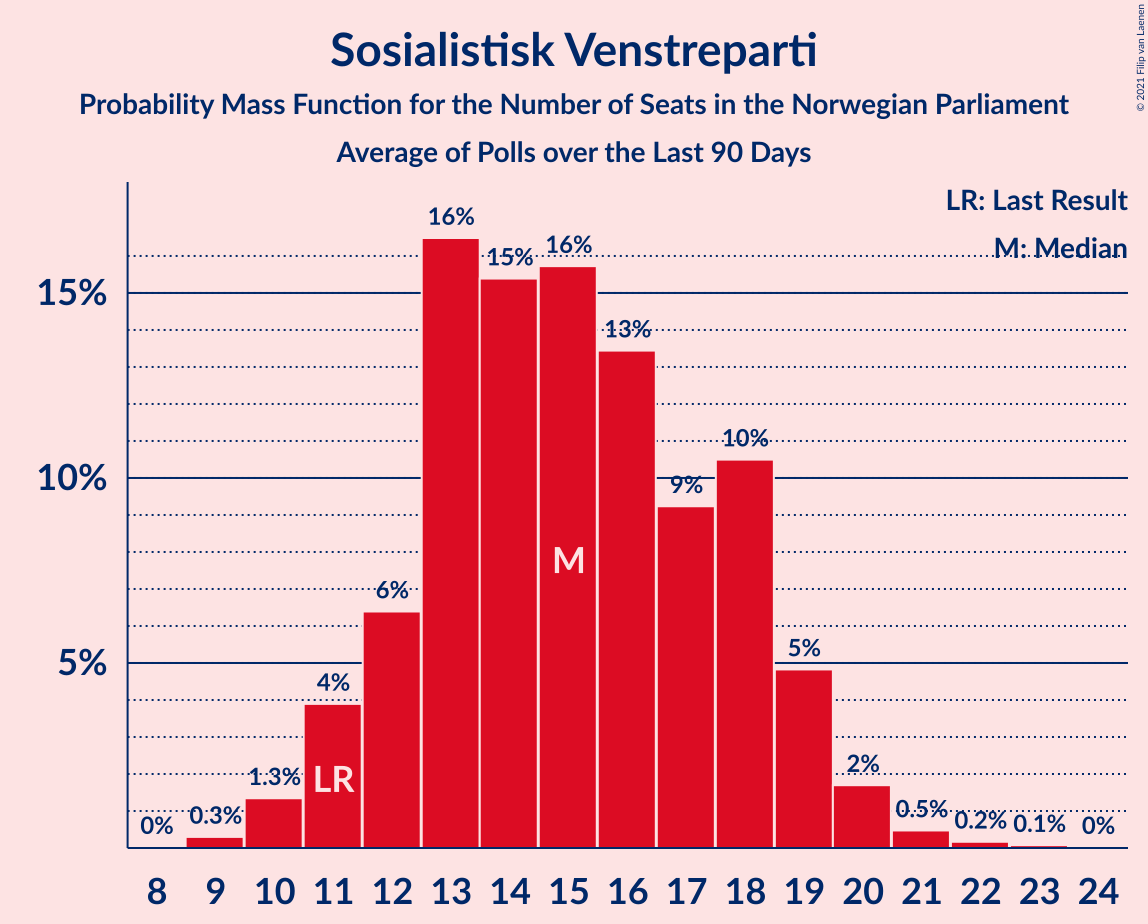 Sosialistisk Venstreparti
Probability Mass Function for the Number of Seats in the Norwegian Parliament
Average of Polls over the Last 90 Days
© 2021 Filip van Laenen
LR: Last Result
M: Median
15%
10%
5%
0%
0.3%
1.3%
4%
6%
16%
15%
16%
13%
9%
10%
5%
2%
0.5%
0.2%
0.1%
0%
LR
M
8 9 10 11 12 13 14 15 16 17 18 19 20 21 22 23 24